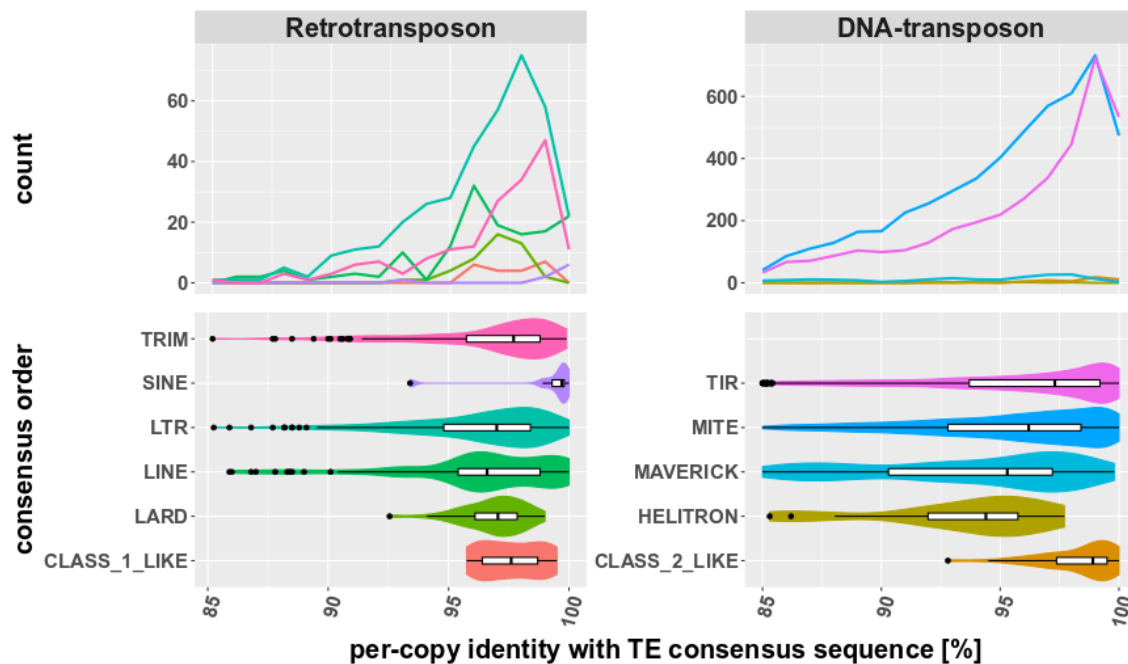 Retrotransposon
DNA-transposon
count
60
40
20
0
600
400
200
0
consensus order
TRIM
SINE
LTR
LINE
LARD
CLASS_1_LIKE
TIR
MITE
MAVERICK
HELITRON
CLASS_2_LIKE
85
90
95
100
85
90
95
100
per-copy identity with TE consensus sequence [%]